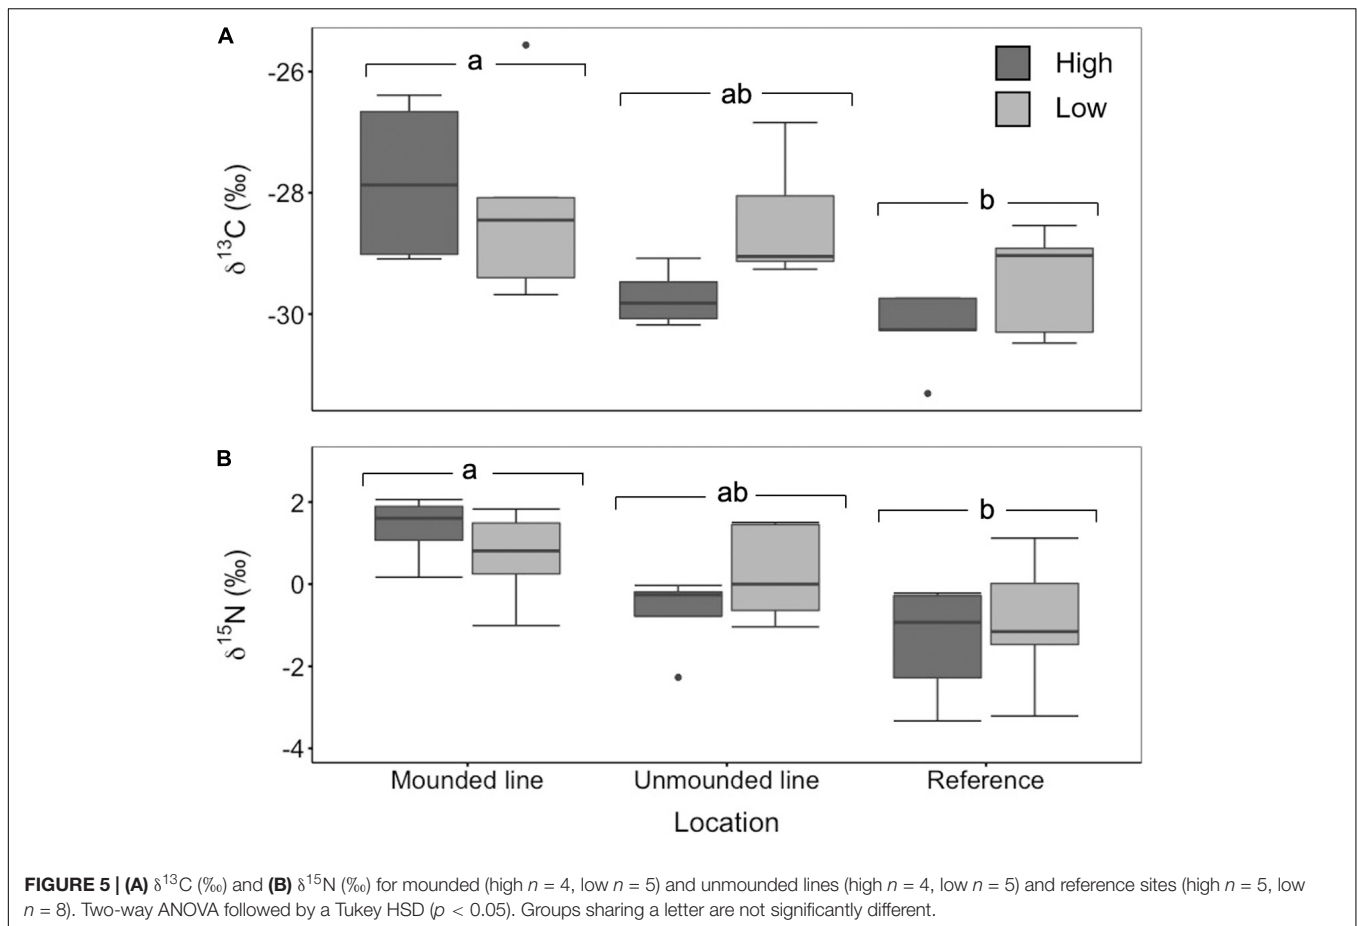 A
-26
-28
-30
δ13C (‰)
a
ab
b
High
Low
B
2
0
-2
-4
δ15N (‰)
a
ab
b
Mounded line
Unmounded line
Reference
Location
FIGURE 5 | (A) δ13C (‰) and (B) δ15N (‰) for mounded (high n = 4, low n = 5) and unmounded lines (high n = 4, low n = 5) and reference sites (high n = 5, low
n = 8). Two-way ANOVA followed by a Tukey HSD (p < 0.05). Groups sharing a letter are not significantly different.